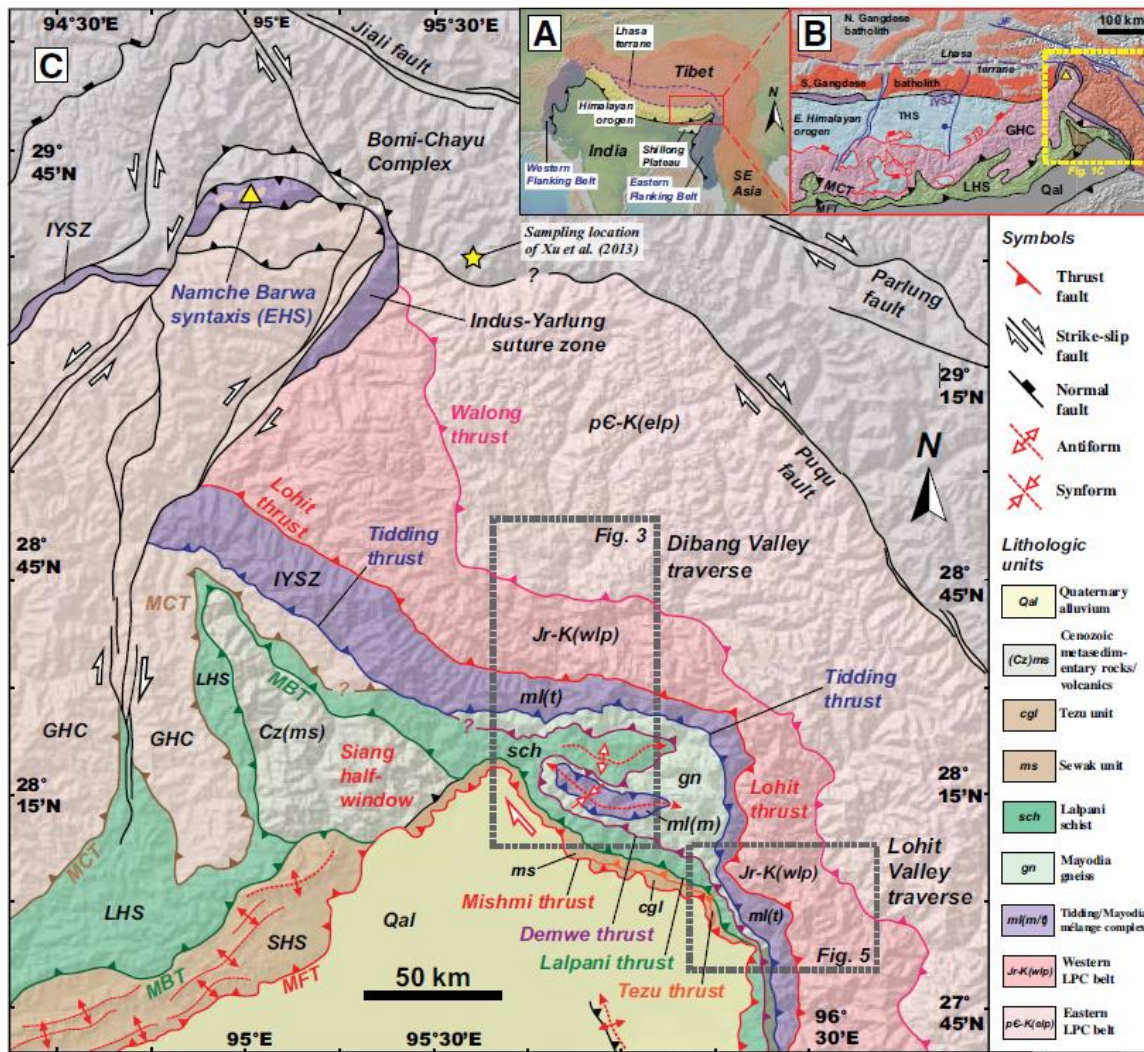 94°30'E
95°E
95°30'E
C
Jiali fault
Bomi-Chayu
Complex
29°
45'N
IYSZ
Namche Barwa
syntaxis (EHS)
Sampling location
of Xu et al. (2013)
?
Indus-Yarlung
suture zone
Parlung
fault
29°
15'N
Walong
thrust
pЄ-K(elp)
Puqu
fault
N
Lohit
thrust
Tidding
thrust
Fig. 3
Dibang Valley
traverse
28°
45'N
28°
45'N
IYSZ
MCT
Jr-K(wlp)
Tidding
thrust
LHS
MBT
?
ml(t)
?
GHC
GHC
Cz(ms)
Siang
half-
window
sch
gn
Lohit
thrust
28°
15'N
28°
15'N
ml(m)
Lohit
Valley
traverse
MCT
ms
Jr-K(wlp)
cgl
LHS
Qal
Mishmi thrust
ml(t)
SHS
Demwe thrust
Lalpani thrust
Fig. 5
MBT
MFT
50 km
Tezu thrust
27°
45'N
95°E
95°30'E
96°
30'E
A
Lhasa
terrane
Tibet
N
Himalayan
orogen
India
Shillong
Plateau
Western
Flanking Belt
Eastern
Flanking Belt
SE
Asia
B
N. Gangdese
batholith
JF
100 km
Lhasa
terrane
S. Gangdese
batholith
IYSZ
E. Himalayan
orogen
THS
STD
GHC
MCT
LHS
Qal
MFT
Fig. 1C
Symbols
Thrust
fault
Strike-slip
fault
Normal
fault
Antiform
Synform
Lithologic
units
Qal
Quaternary
alluvium
(Cz)ms
Cenozoic
metasedim-
entary rocks/
volcanics
cgl
Tezu unit
ms
Sewak unit
sch
Lalpani
schist
gn
Mayodia
gneiss
ml(m/t)
Tidding/Mayodia
mélange complex
Jr-K(wlp)
Western
LPC belt
pЄ-K(elp)
Eastern
LPC belt